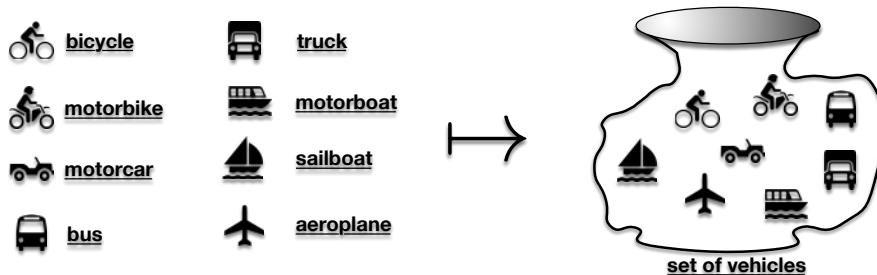 bicycle
truck
motorbike
motorboat
motorcar
sailboat
bus
aeroplane
set of vehicles